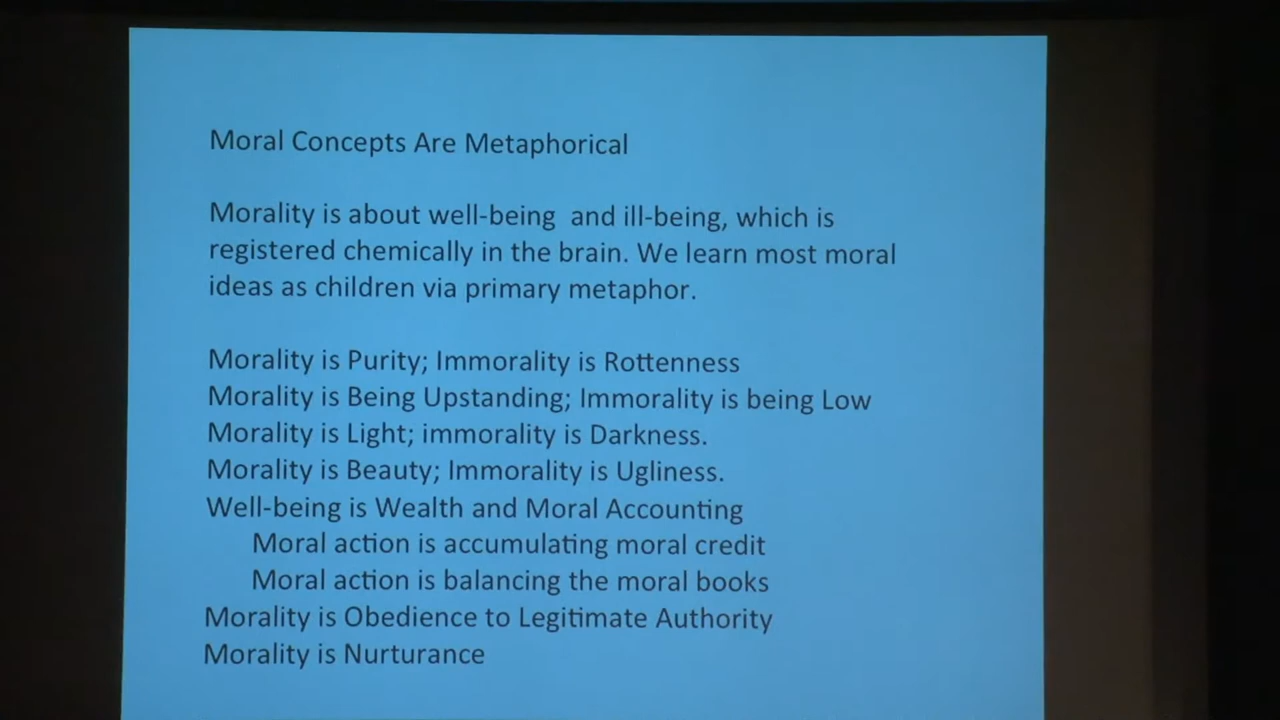 Moral Concepts Are Metaphorical
Morality is about well-being and ill-being, which is
registered chemically in the brain. We learn most moral
ideas as children via primary metaphor.
Morality is Purity; Immorality is Rottenness
Morality is Being Upstanding; Immorality is being Low
Morality is Light; immorality is Darkness.
Morality is Beauty; Immorality is Ugliness.
Well-being is Wealth and Moral Accounting
Moral action is accumulating moral credit
Moral action is balancing the moral books
Morality is Obedience to Legitimate Authority
Morality is Nurturance